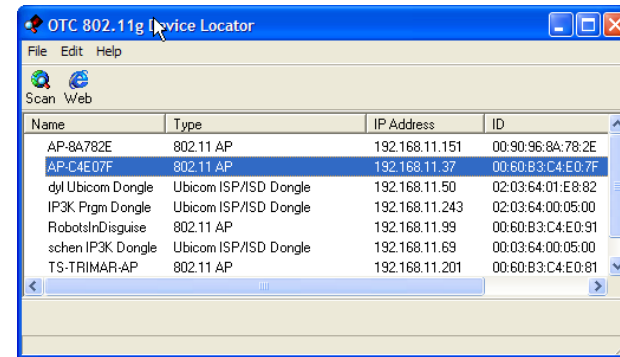 OTC 802.11g Device Locator
File Edit Help
Scan Web
Name Type IP Address ID
AP-8A782E 802.11 AP 192.168.11.151 00:90:96:8A:78:2E
AP-C4E07F 802.11 AP 192.168.11.37 00:60:B3:C4:E0:7F
dyl Ubicom Dongle Ubicom ISP/ISD Dongle 192.168.11.50 02:03:64:01:E8:82
IP3K Prgm Dongle Ubicom ISP/ISD Dongle 192.168.11.243 02:03:64:00:05:00
RobotsInDisguise 802.11 AP 192.168.11.99 00:60:B3:C4:E0:91
schen IP3K Dongle Ubicom ISP/ISD Dongle 192.168.11.69 00:03:64:00:05:00
TS-TRIMAR-AP 802.11 AP 192.168.11.201 00:60:B3:C4:E0:81